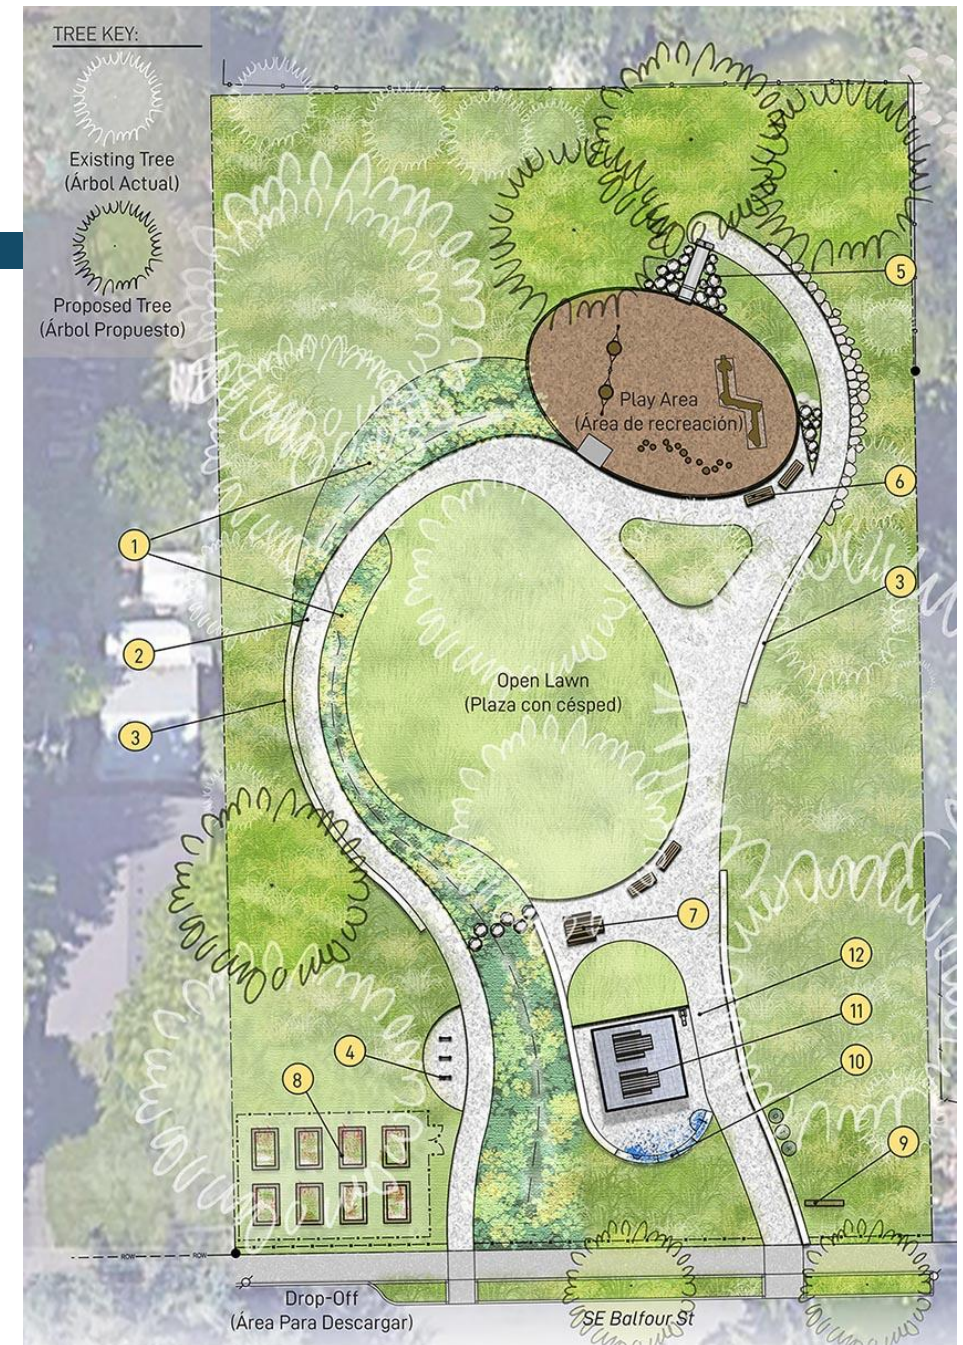 TREE KEY:
Existing Tree
(Árbol Actual)
Proposed Tree
(Árbol Propuesto)
5
Play Area
(Área de recreación)
6
1
3
2
Open Lawn
(Plaza con césped)
3
7
12
11
4
10
8
9
ROW
ROW
Drop-Off
(Área Para Descargar)
SE Balfour St